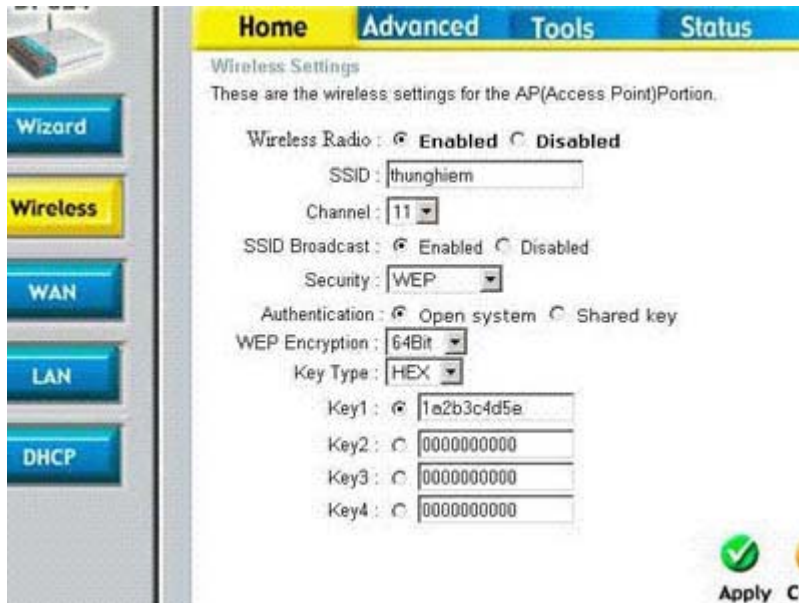 Home Advanced Tools Status
Wireless Settings
These are the wireless settings for the AP(Access Point)Portion.
Wizard
Wireless
WAN
LAN
DHCP
Wireless Radio : Enabled Disabled
SSID : thunghiem
Channel : 11
SSID Broadcast : Enabled Disabled
Security : WEP
Authentication : Open system Shared key
WEP Encryption : 64Bit
Key Type : HEX
Key1 : 1a2b3c4d5e
Key2 : 0000000000
Key3 : 0000000000
Key4 : 0000000000
Apply C